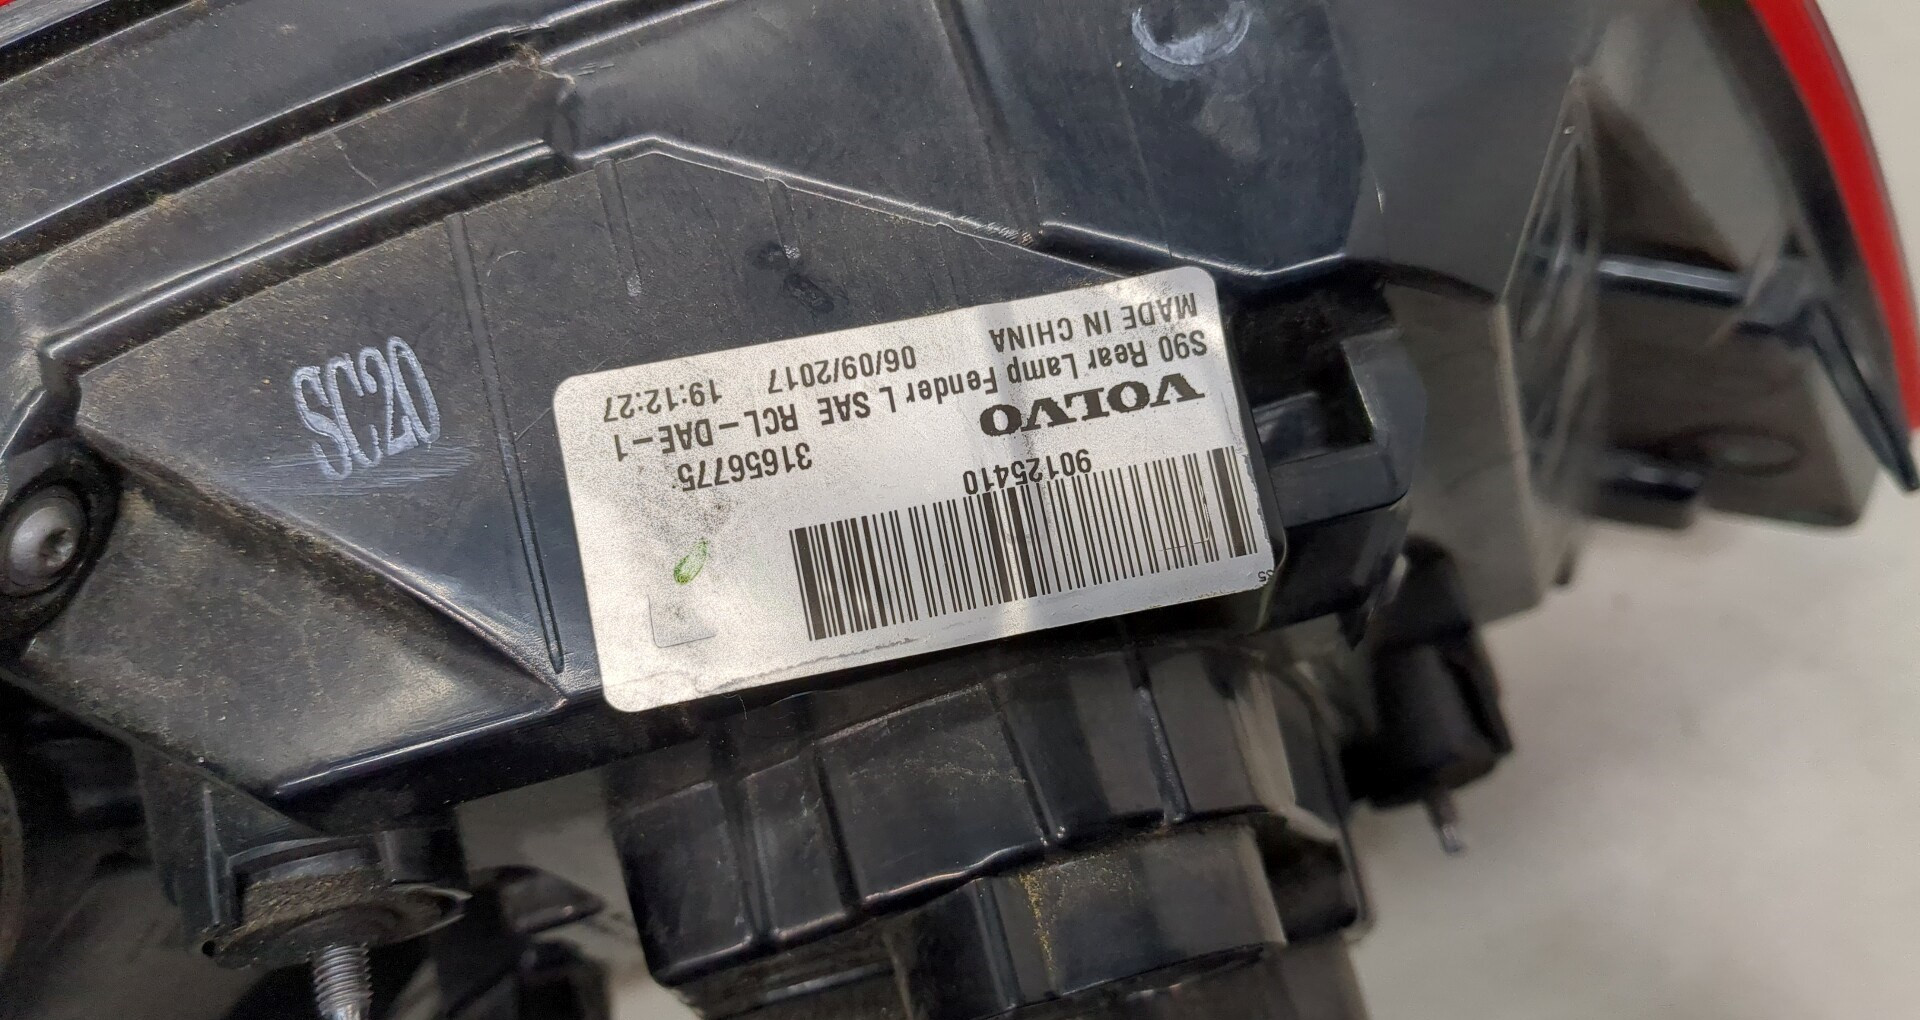 SC20
90125410
VOLVO 31656775
S90 Rear Lamp Fender L SAE RCL-DAE-1
MADE IN CHINA 06/09/2017 19:12:27